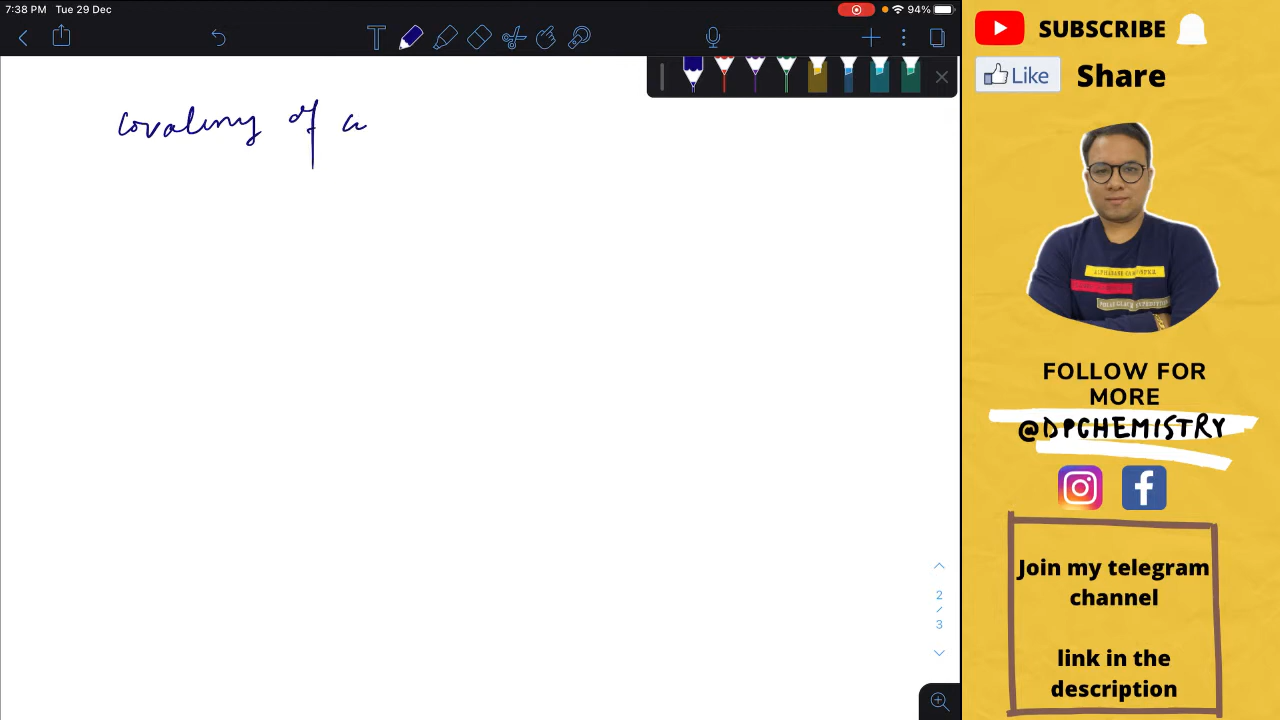 7:38 PM Tue 29 Dec
94%
covalency of a
2
3
SUBSCRIBE
Like Share
FOLLOW FOR
MORE
@DPCHEMISTRY
Join my telegram
channel
link in the
description